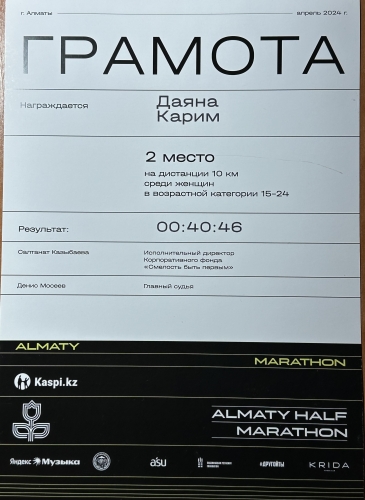 г. Алматы
апрель 2024 г.
ГРАМОТА
Награждается
Даяна
Карим
2 место
на дистанции 10 км
среди женщин
в возрастной категории 15-24
Результат:
00:40:46
Салтанат Казыбаева
Исполнительный директор
Корпоративного фонда
«Смелость быть первым»
Денис Мосеев
Главный судья
ALMATY
MARATHON
Kaspi.kz
ALMATY HALF
MARATHON
Яндекс Музыка
asu
#ДРУГОЙТЫ
KRIDA